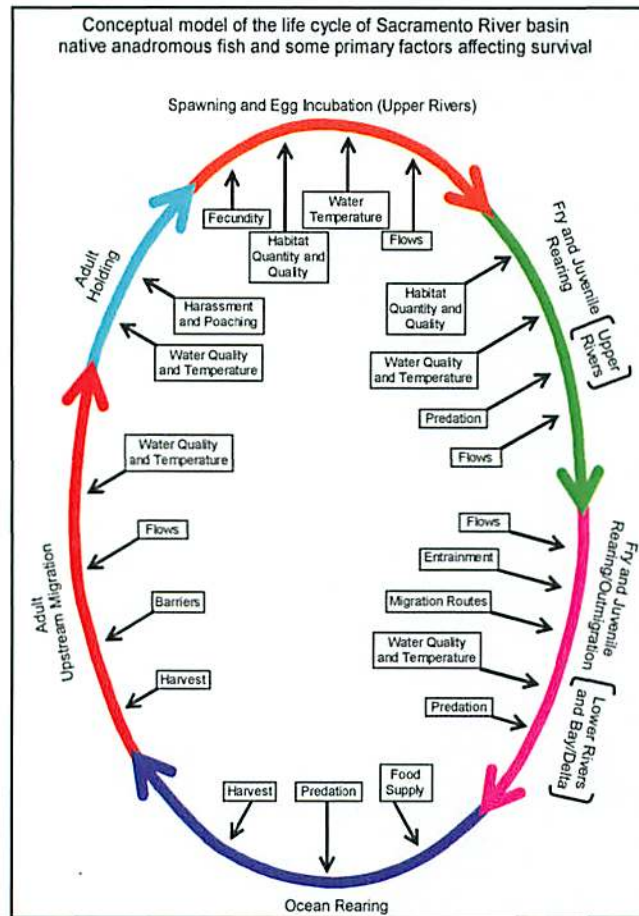 Conceptual model of the life cycle of Sacramento River basin
native anadromous fish and some primary factors affecting survival
Spawning and Egg Incubation (Upper Rivers)
Fecundity
Habitat
Quantity and
Quality
Water
Temperature
Flows
Fry and Juvenile
Rearing
Upper
Rivers
Habitat
Quantity and
Quality
Water Quality
and Temperature
Predation
Flows
Fry and Juvenile
Rearing/Outmigration
Lower Rivers
and Bay/Delta
Flows
Entrainment
Migration Routes
Water Quality
and Temperature
Predation
Food
Supply
Predation
Harvest
Ocean Rearing
Adult
Upstream Migration
Harvest
Barriers
Flows
Water Quality
and Temperature
Adult
Holding
Water Quality
and Temperature
Harassment
and Poaching